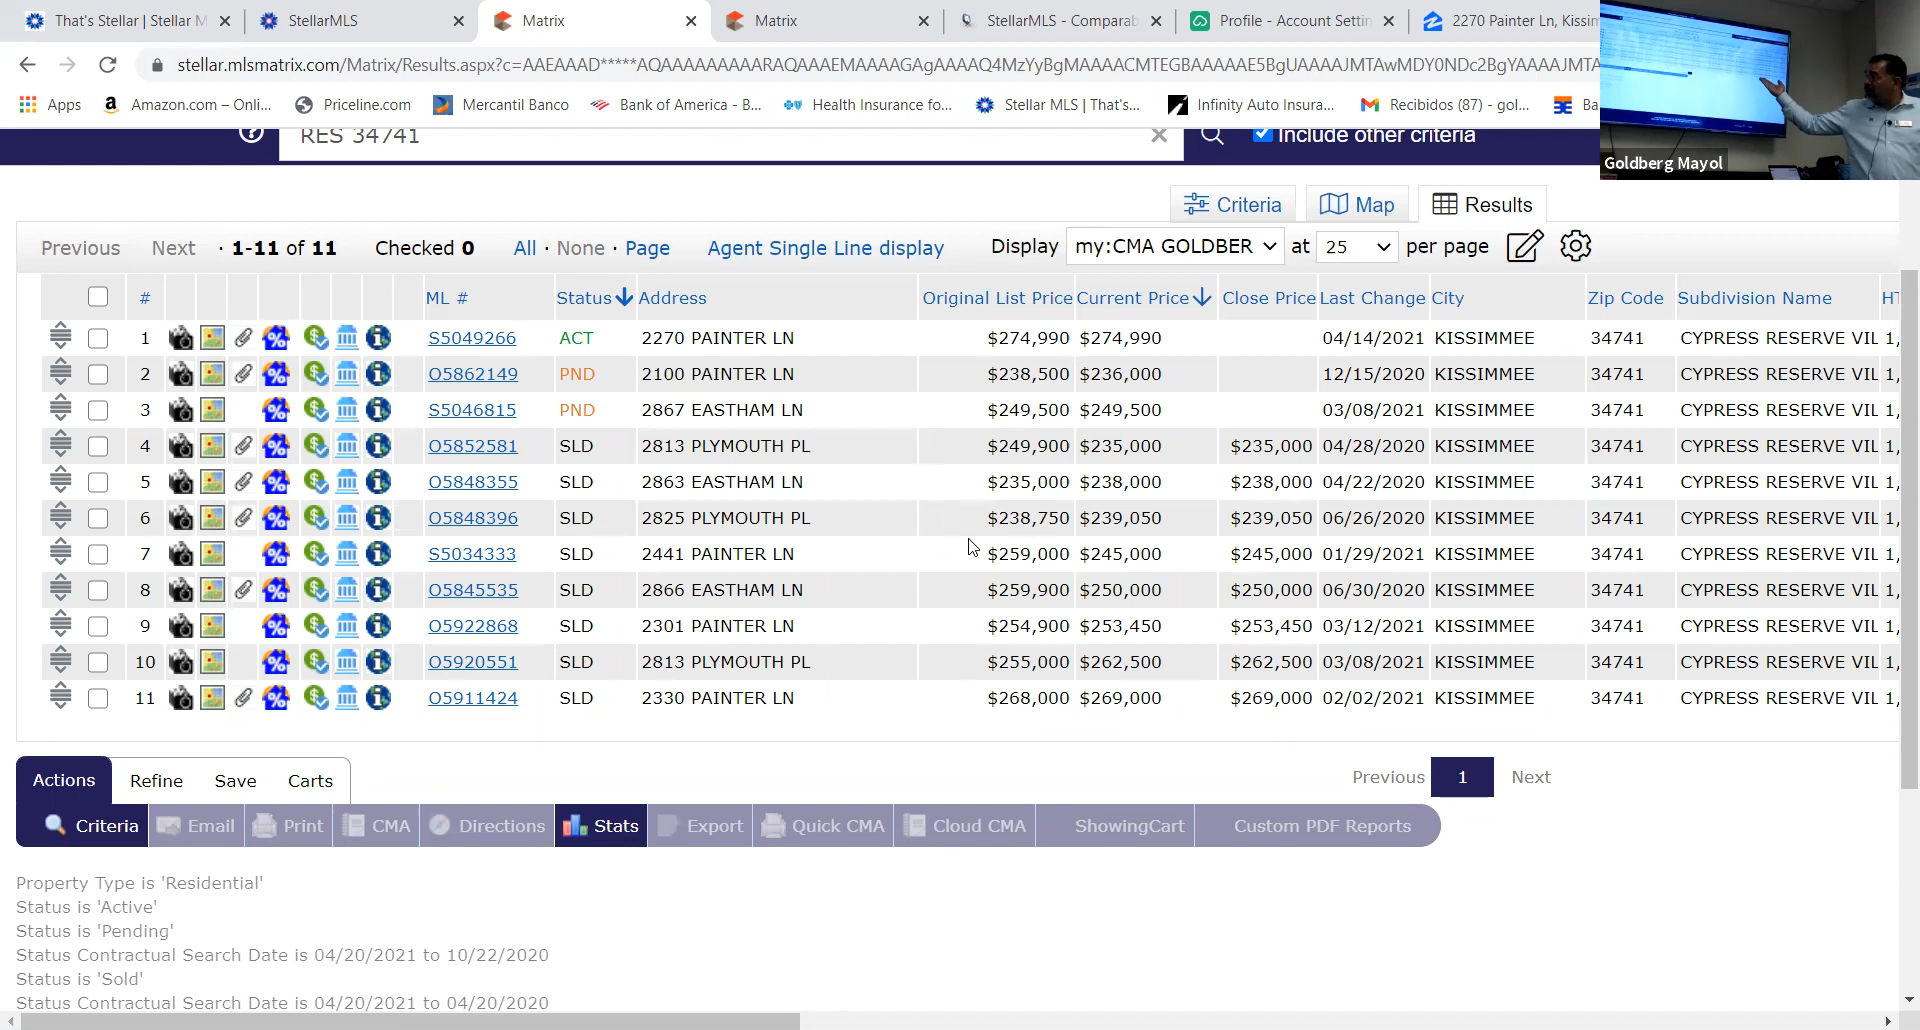 That's Stellar | Stellar M
StellarMLS
Matrix
Matrix
StellarMLS - Comparab
Profile - Account Settin
2270 Painter Ln, Kissim
stellar.mlsmatrix.com/Matrix/Results.aspx?c=AAEAAAD*****AQAAAAAAAAARAQAAAEMAAAAGAgAAAAQ4MzYyBgMAAAACMTEGBAAAAAE5BgUAAAAJMTAwMDY0NDc2BgYAAAAJMTA
Apps
Amazon.com – Onli...
Priceline.com
Mercantil Banco
Bank of America - B...
Health Insurance fo...
Stellar MLS | That's...
Infinity Auto Insura...
Recibidos (87) - gol...
Ba
RES 34741
Include other criteria
Goldberg Mayol
Criteria
Map
Results
Previous Next · 1-11 of 11 Checked 0 All · None · Page Agent Single Line display Display my:CMA GOLDBER at 25 per page
# ML # Status Address Original List Price Current Price Close Price Last Change City Zip Code Subdivision Name HT
1 S5049266 ACT 2270 PAINTER LN $274,990 $274,990 04/14/2021 KISSIMMEE 34741 CYPRESS RESERVE VIL 1,
2 O5862149 PND 2100 PAINTER LN $238,500 $236,000 12/15/2020 KISSIMMEE 34741 CYPRESS RESERVE VIL 1,
3 S5046815 PND 2867 EASTHAM LN $249,500 $249,500 03/08/2021 KISSIMMEE 34741 CYPRESS RESERVE VIL 1,
4 O5852581 SLD 2813 PLYMOUTH PL $249,900 $235,000 $235,000 04/28/2020 KISSIMMEE 34741 CYPRESS RESERVE VIL 1,
5 O5848355 SLD 2863 EASTHAM LN $235,000 $238,000 $238,000 04/22/2020 KISSIMMEE 34741 CYPRESS RESERVE VIL 1,
6 O5848396 SLD 2825 PLYMOUTH PL $238,750 $239,050 $239,050 06/26/2020 KISSIMMEE 34741 CYPRESS RESERVE VIL 1,
7 S5034333 SLD 2441 PAINTER LN $259,000 $245,000 $245,000 01/29/2021 KISSIMMEE 34741 CYPRESS RESERVE VIL 1,
8 O5845535 SLD 2866 EASTHAM LN $259,900 $250,000 $250,000 06/30/2020 KISSIMMEE 34741 CYPRESS RESERVE VIL 1,
9 O5922868 SLD 2301 PAINTER LN $254,900 $253,450 $253,450 03/12/2021 KISSIMMEE 34741 CYPRESS RESERVE VIL 1,
10 O5920551 SLD 2813 PLYMOUTH PL $255,000 $262,500 $262,500 03/08/2021 KISSIMMEE 34741 CYPRESS RESERVE VIL 1,
11 O5911424 SLD 2330 PAINTER LN $268,000 $269,000 $269,000 02/02/2021 KISSIMMEE 34741 CYPRESS RESERVE VIL 1,
Actions Refine Save Carts
Previous 1 Next
Criteria Email Print CMA Directions Stats Export Quick CMA Cloud CMA ShowingCart Custom PDF Reports
Property Type is 'Residential'
Status is 'Active'
Status is 'Pending'
Status Contractual Search Date is 04/20/2021 to 10/22/2020
Status is 'Sold'
Status Contractual Search Date is 04/20/2021 to 04/20/2020